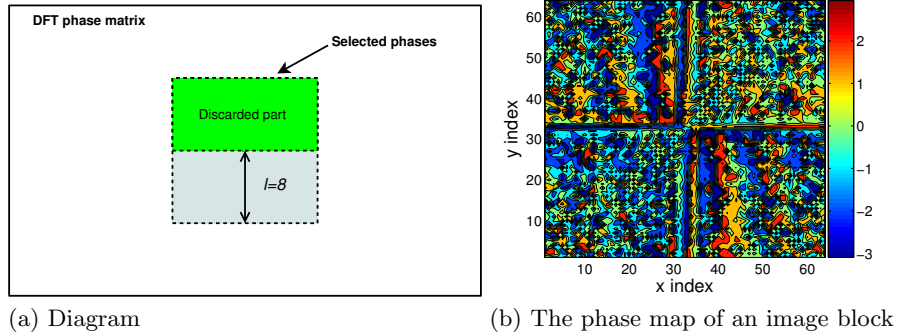 DFT phase matrix
Selected phases
Discarded part
l=8
(a) Diagram
60
50
40
30
20
10
y index
10 20 30 40 50 60
x index
2
1
0
−1
−2
−3
(b) The phase map of an image block